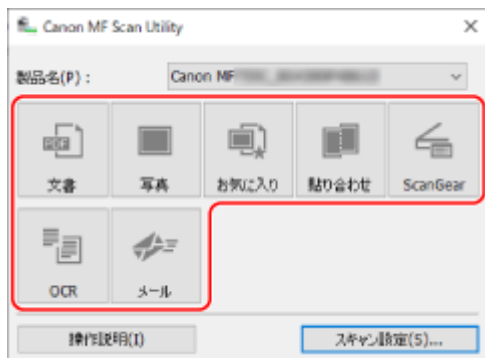 Canon MF Scan Utility
製品名(P)： Canon MF
PDF
文書 写真 お気に入り 貼り合わせ ScanGear
OCR メール
操作説明(I) スキャン設定(S)...